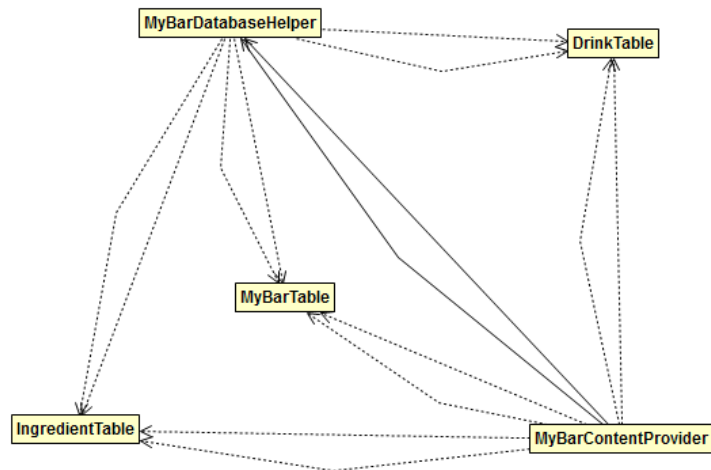 MyBarDatabaseHelper
DrinkTable
MyBarTable
IngredientTable
MyBarContentProvider